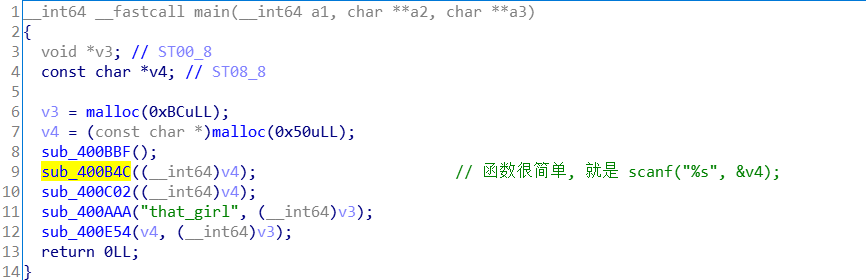 1 __int64 __fastcall main(__int64 a1, char **a2, char **a3)
2 {
3 void *v3; // ST00_8
4 const char *v4; // ST08_8
5
6 v3 = malloc(0xBCuLL);
7 v4 = (const char *)malloc(0x50uLL);
8 sub_400BBF();
9 sub_400B4C((__int64)v4); // 函数很简单, 就是 scanf("%s", &v4);
10 sub_400C02((__int64)v4);
11 sub_400AAA("that_girl", (__int64)v3);
12 sub_400E54(v4, (__int64)v3);
13 return 0LL;
14 }